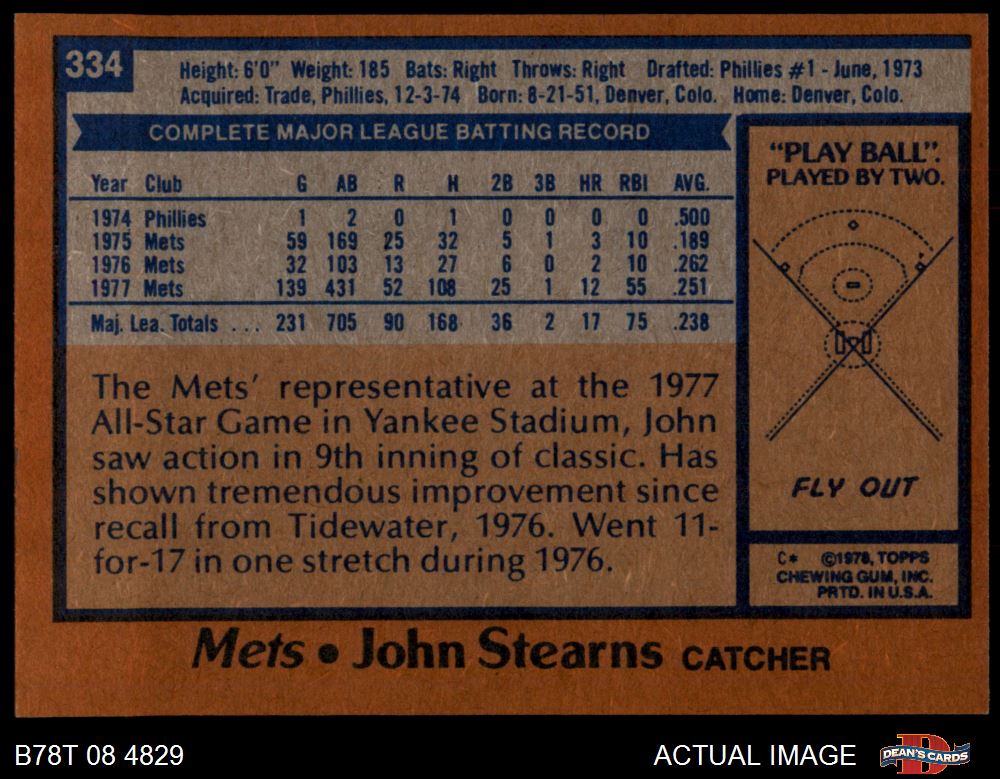 334
Height: 6'0" Weight: 185 Bats: Right Throws: Right Drafted: Phillies #1 - June, 1973
Acquired: Trade, Phillies, 12-3-74 Born: 8-21-51, Denver, Colo. Home: Denver, Colo.
COMPLETE MAJOR LEAGUE BATTING RECORD
Year Club G AB R H 2B 3B HR RBI AVG.
1974 Phillies 1 2 0 1 0 0 0 0 .500
1975 Mets 59 169 25 32 5 1 3 10 .189
1976 Mets 32 103 13 27 6 0 2 10 .262
1977 Mets 139 431 52 108 25 1 12 55 .251
Maj. Lea. Totals . . . 231 705 90 168 36 2 17 75 .238
The Mets' representative at the 1977
All-Star Game in Yankee Stadium, John
saw action in 9th inning of classic. Has
shown tremendous improvement since
recall from Tidewater, 1976. Went 11-
for-17 in one stretch during 1976.
"PLAY BALL".
PLAYED BY TWO.
FLY OUT
C* ©1978, TOPPS
CHEWING GUM, INC.
PRTD. IN U.S.A.
Mets • John Stearns CATCHER
B78T 08 4829
ACTUAL IMAGE
DEAN'S CARDS